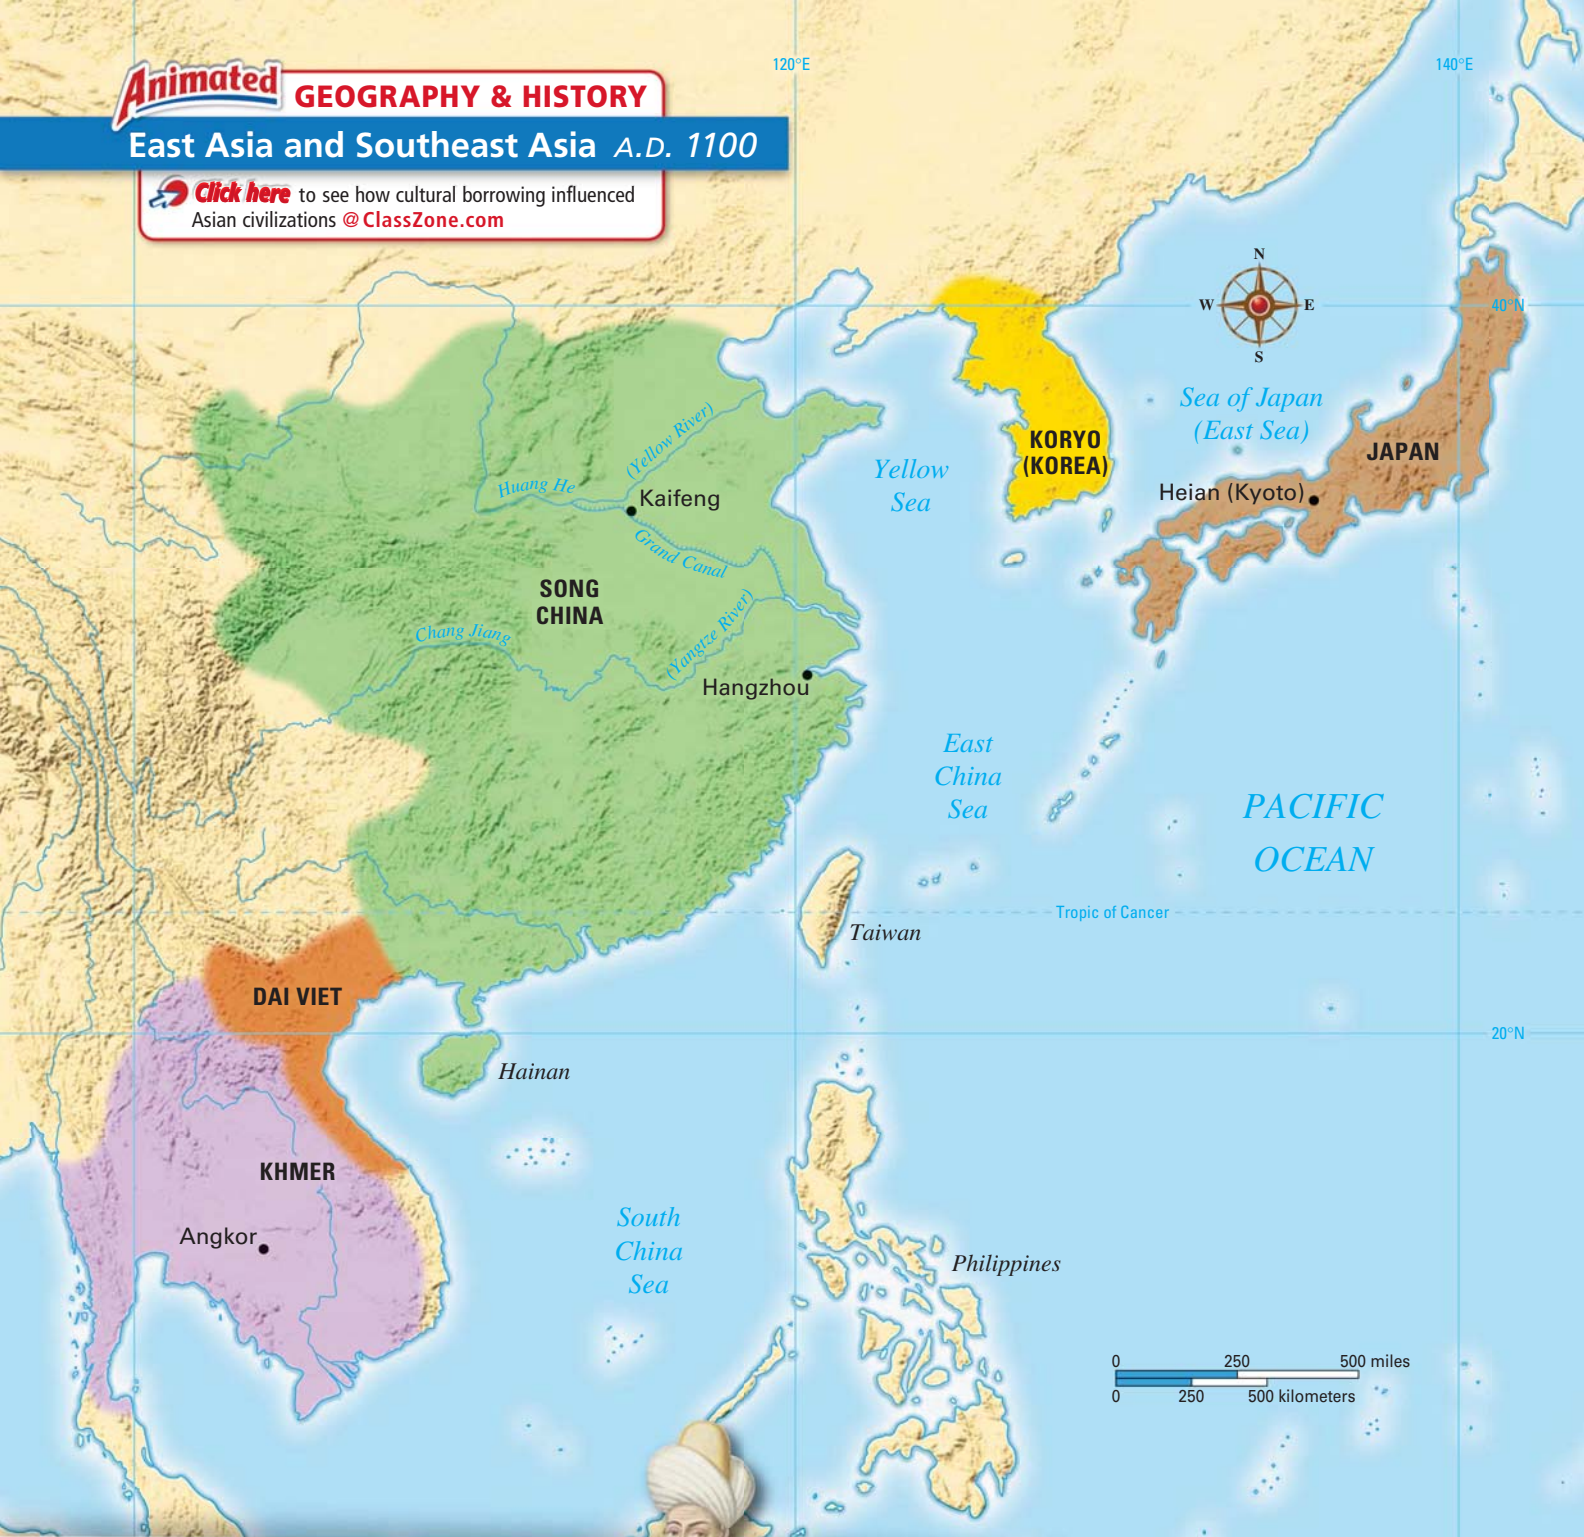 Animated GEOGRAPHY & HISTORY
East Asia and Southeast Asia A.D. 1100
Click here to see how cultural borrowing influenced
Asian civilizations @ ClassZone.com
120°E
140°E
N
W
E
S
40°N
Sea of Japan
(East Sea)
JAPAN
KORYO
(KOREA)
Yellow
Sea
Heian (Kyoto)
(Yellow River)
Huang He
Kaifeng
Grand Canal
SONG
CHINA
Chang Jiang
(Yangtze River)
Hangzhou
East
China
Sea
PACIFIC
OCEAN
Tropic of Cancer
Taiwan
DAI VIET
20°N
Hainan
KHMER
Angkor
South
China
Sea
Philippines
0 250 500 miles
0 250 500 kilometers